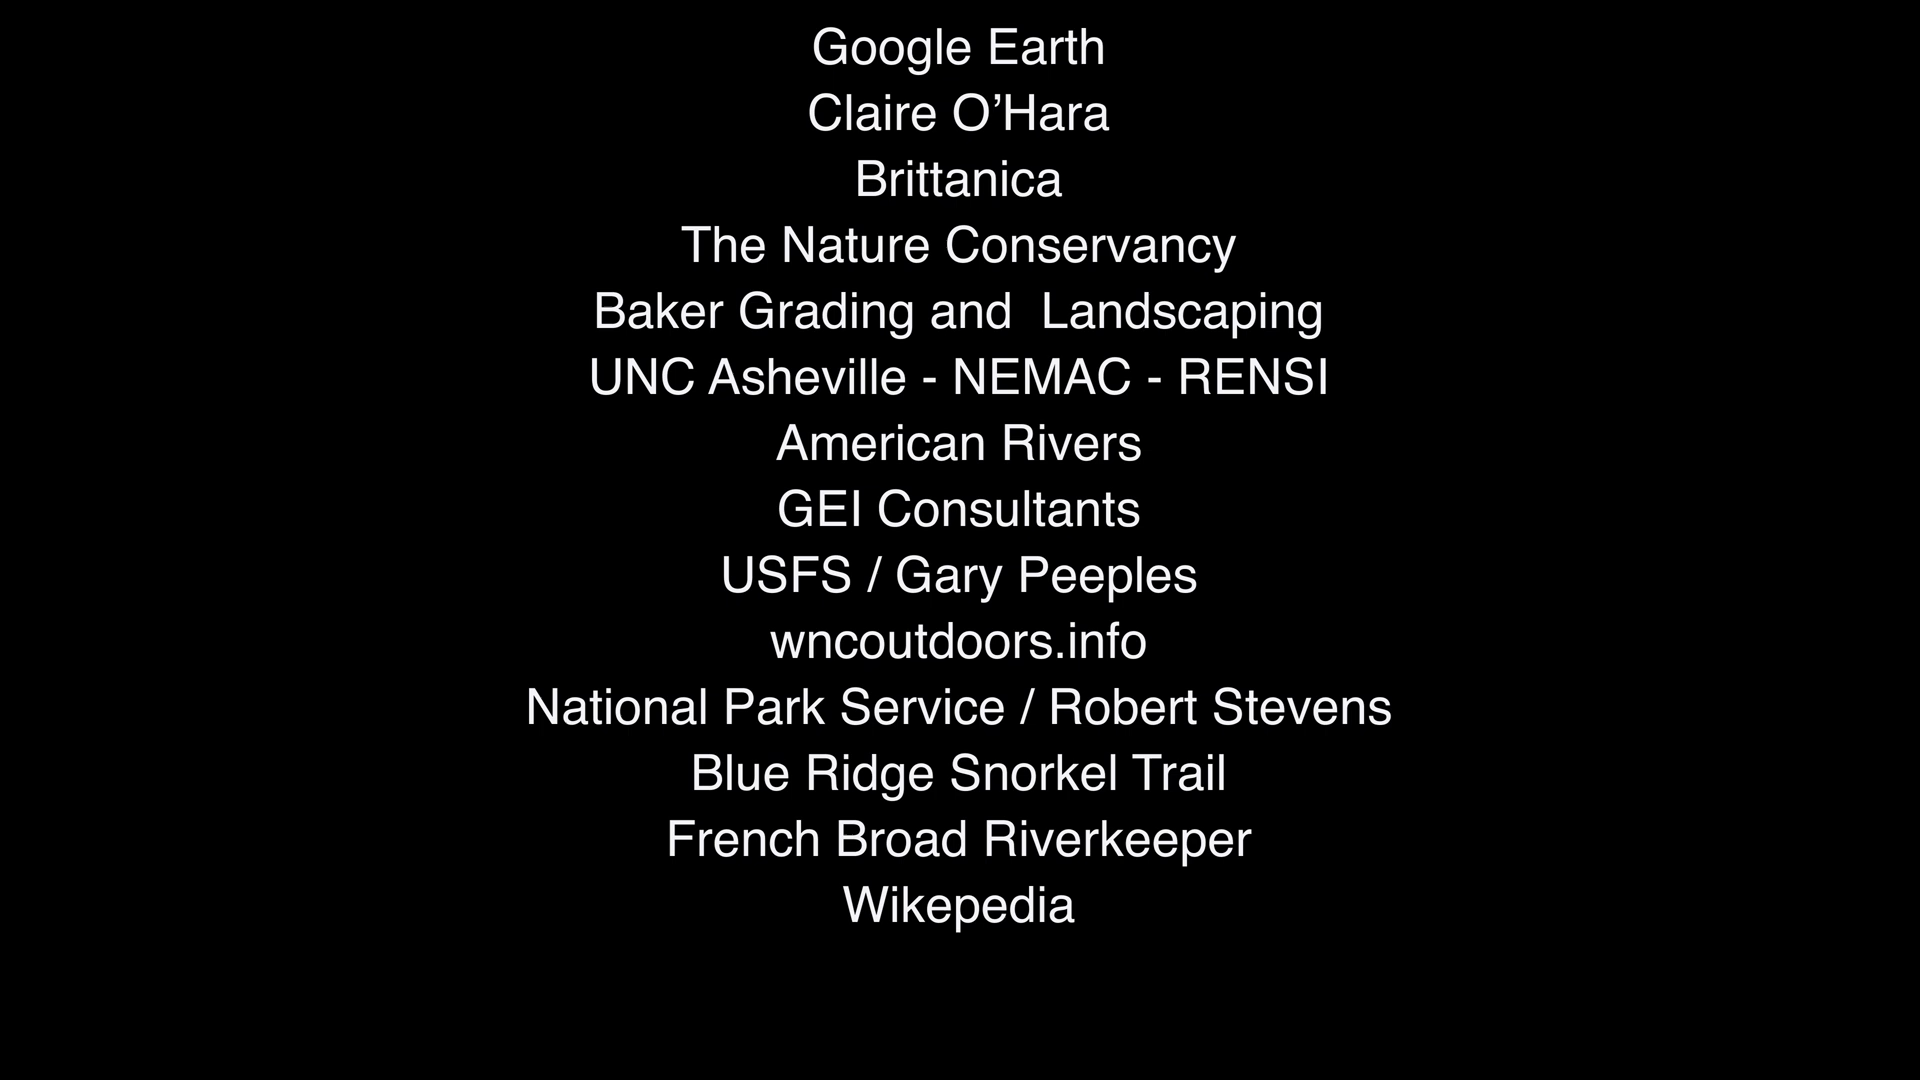 Google Earth
Claire O’Hara
Brittanica
The Nature Conservancy
Baker Grading and  Landscaping
UNC Asheville - NEMAC - RENSI
American Rivers
GEI Consultants
USFS / Gary Peeples
wncoutdoors.info
National Park Service / Robert Stevens
Blue Ridge Snorkel Trail
French Broad Riverkeeper
Wikepedia